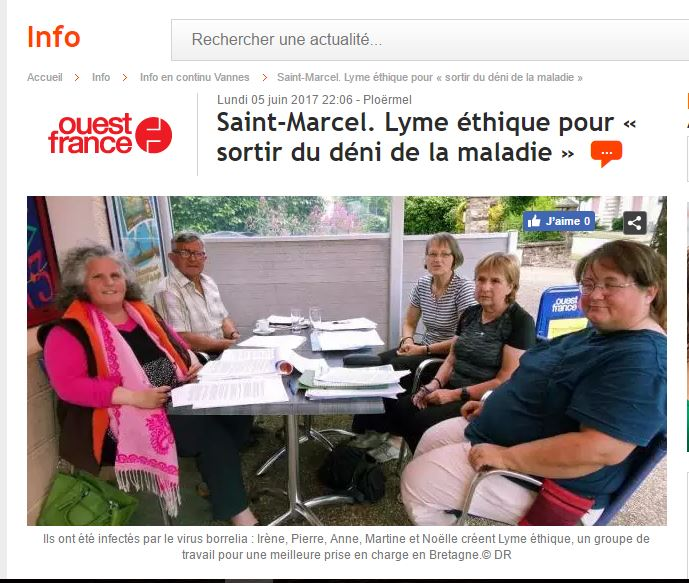 Info
Rechercher une actualité...
Accueil > Info > Info en continu Vannes > Saint-Marcel. Lyme éthique pour « sortir du déni de la maladie »
ouest
france
Lundi 05 juin 2017 22:06 - Ploërmel
Saint-Marcel. Lyme éthique pour «
sortir du déni de la maladie »
...
J'aime 0
ouest
france
Ils ont été infectés par le virus borrelia : Irène, Pierre, Anne, Martine et Noëlle créent Lyme éthique, un groupe de
travail pour une meilleure prise en charge en Bretagne.© DR